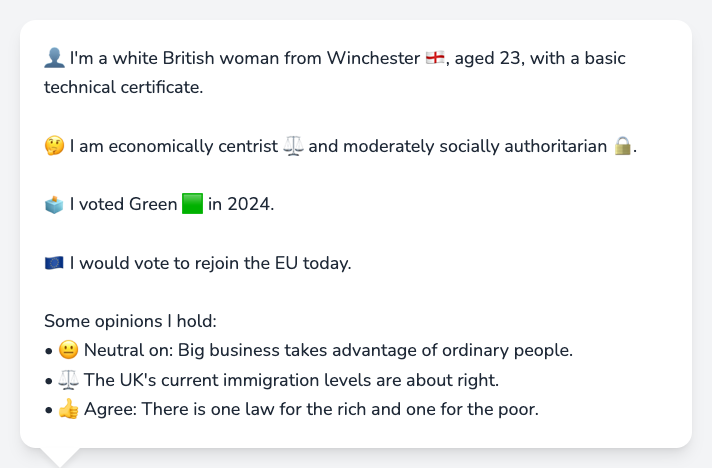 👤 I'm a white British woman from Winchester 🏴󠁧󠁢󠁥󠁮󠁧󠁿, aged 23, with a basic
technical certificate.
🤔 I am economically centrist ⚖️ and moderately socially authoritarian 🔒.
🗳️ I voted Green 🟩 in 2024.
🇪🇺 I would vote to rejoin the EU today.
Some opinions I hold:
• 😐 Neutral on: Big business takes advantage of ordinary people.
• ⚖️ The UK's current immigration levels are about right.
• 👍 Agree: There is one law for the rich and one for the poor.